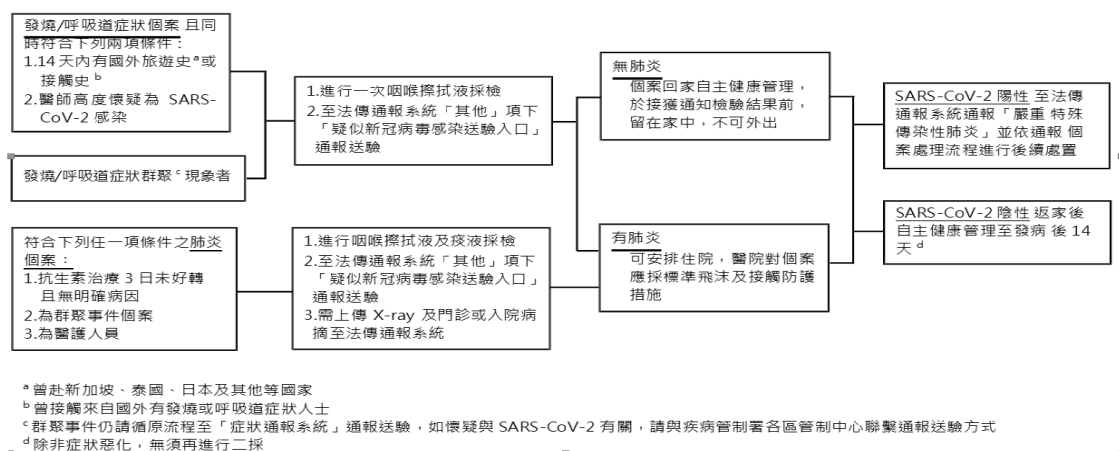 發燒/呼吸道症狀個案 且同
時符合下列兩項條件：
1.14 天內有國外旅遊史ᵃ或
接觸史ᵇ
2.醫師高度懷疑為 SARS-
CoV-2 感染
發燒/呼吸道症狀群聚ᶜ現象者
符合下列任一項條件之肺炎
個案：
1.抗生素治療 3 日未好轉
且無明確病因
2.為群聚事件個案
3.為醫護人員
1.進行一次咽喉擦拭液採檢
2.至法傳通報系統「其他」項下
「疑似新冠病毒感染送驗入口」
通報送驗
1.進行咽喉擦拭液及痰液採檢
2.至法傳通報系統「其他」項下
「疑似新冠病毒感染送驗入口」
通報送驗
3.需上傳 X-ray 及門診或入院病
摘至法傳通報系統
無肺炎
個案回家自主健康管理，
於接獲通知檢驗結果前，
留在家中，不可外出
有肺炎
可安排住院，醫院對個案
應採標準飛沫及接觸防護
措施
SARS-CoV-2 陽性 至法傳
通報系統通報「嚴重 特殊
傳染性肺炎」並依通報 個
案處理流程進行後續處置
SARS-CoV-2 陰性 返家後
自主健康管理至發病 後 14
天ᵈ
ᵃ曾赴新加坡、泰國、日本及其他等國家
ᵇ曾接觸來自國外有發燒或呼吸道症狀人士
ᶜ群聚事件仍請循原流程至「症狀通報系統」通報送驗，如懷疑與 SARS-CoV-2 有關，請與疾病管制署各區管制中心聯繫通報送驗方式
ᵈ除非症狀惡化，無須再進行二採